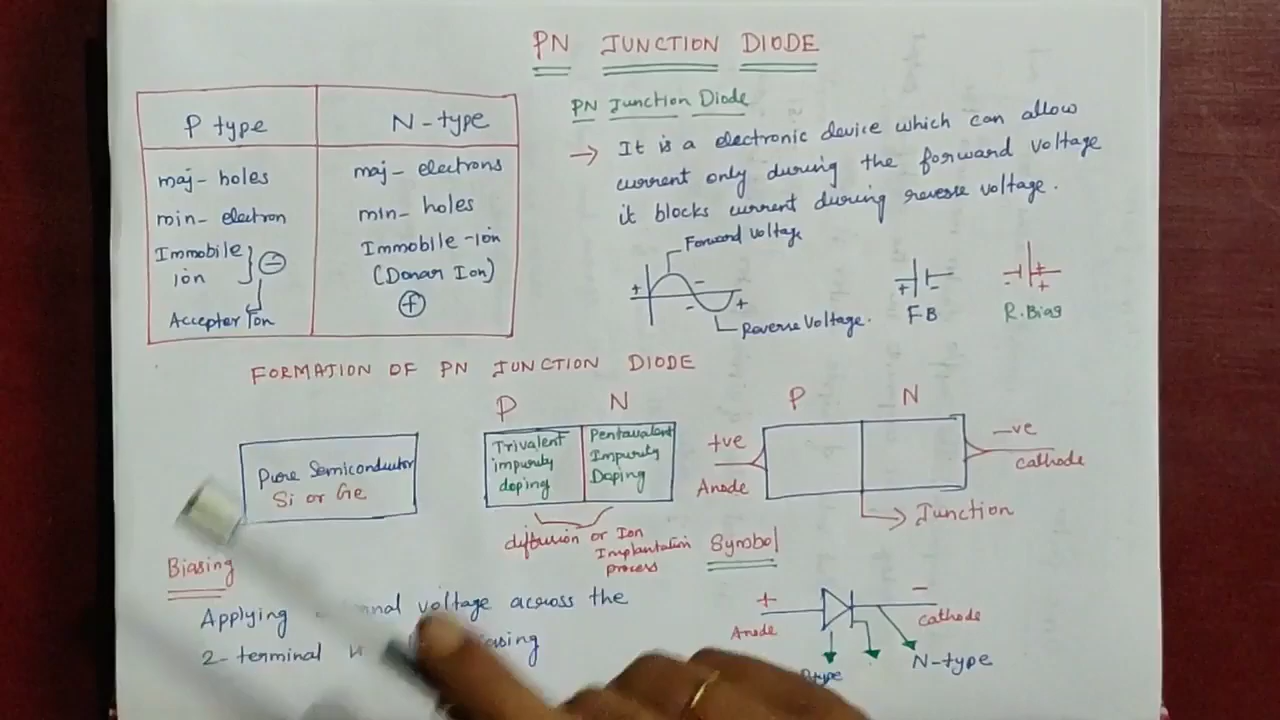 PN JUNCTION DIODE
P type
N-type
maj- holes
maj- electrons
min- electron
min- holes
Immobile
ion
Accepter Ion
Immobile -ion
(Donar Ion)
PN Junction Diode
→ It is a electronic device which can allow
current only during the forward voltage
it blocks current during reverse voltage.
Forward Voltage
+ -
- +
Reverse Voltage.
+ -
F.B
- +
+
R.Bias
FORMATION OF PN JUNCTION DIODE
Pure Semiconductor
Si or Ge
P N
Trivalent
impurity
doping
Pentavalent
Impurity
Doping
diffusion or Ion
Implantation
process
P N
+ve
Anode
-ve
cathode
Junction
Biasing
Applying voltage across the
2-terminal
Symbol
+
Anode
-
cathode
N-type